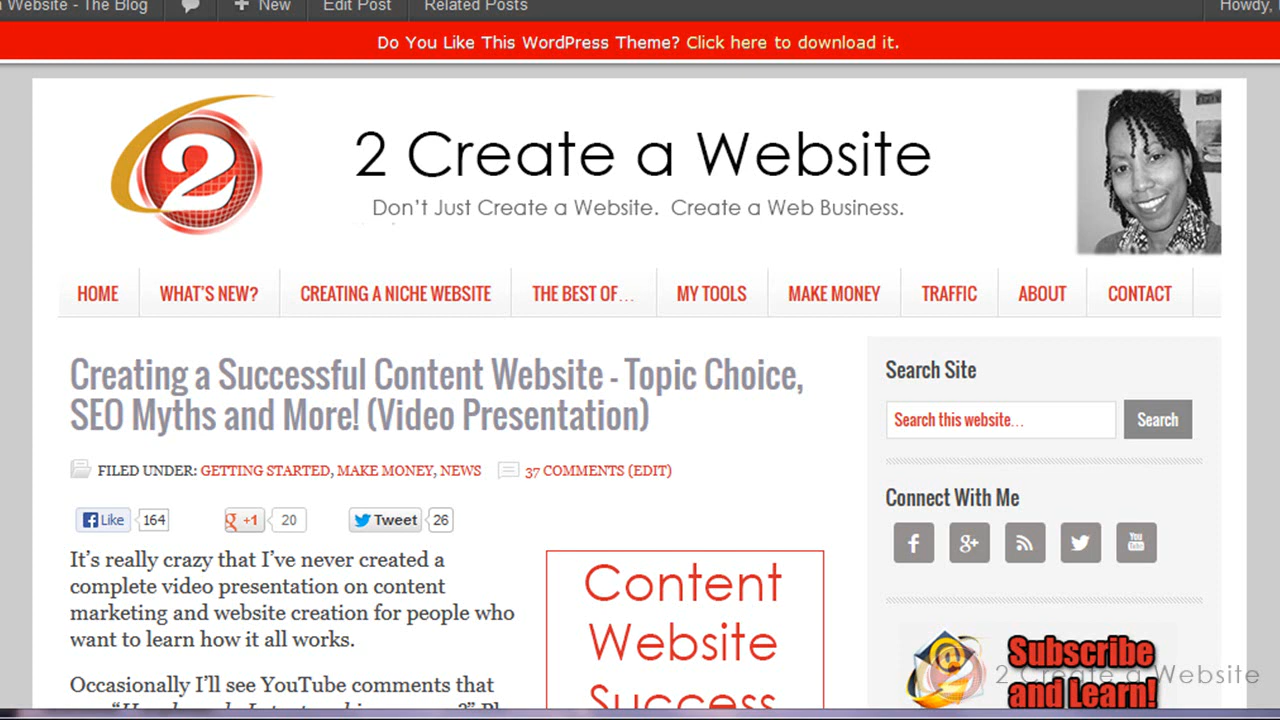 Website - The Blog
New
Edit Post
Related Posts
Howdy,
Do You Like This WordPress Theme? Click here to download it.
2
2 Create a Website
Don't Just Create a Website. Create a Web Business.
HOME
WHAT'S NEW?
CREATING A NICHE WEBSITE
THE BEST OF...
MY TOOLS
MAKE MONEY
TRAFFIC
ABOUT
CONTACT
Creating a Successful Content Website - Topic Choice,
SEO Myths and More! (Video Presentation)
FILED UNDER: GETTING STARTED, MAKE MONEY, NEWS 37 COMMENTS (EDIT)
Like 164
g +1 20
Tweet 26
It's really crazy that I've never created a
complete video presentation on content
marketing and website creation for people who
want to learn how it all works.
Occasionally I'll see YouTube comments that
Content
Website
Success
Search Site
Search this website...
Search
Connect With Me
You
Tube
Subscribe
and Learn!
2 Create a Website